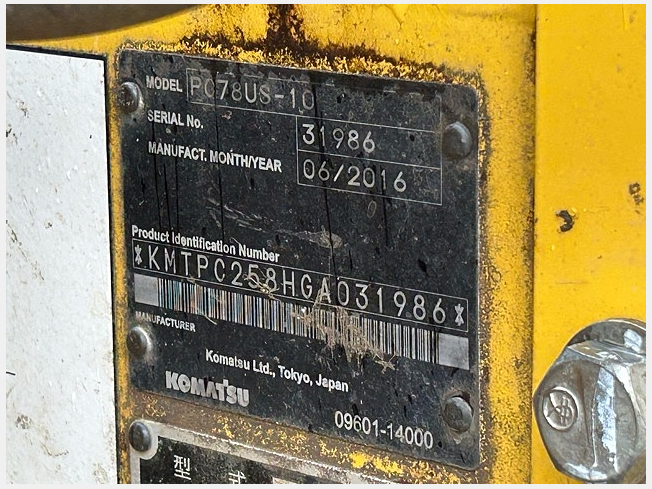 MODEL PC78US-10
SERIAL No. 31986
MANUFACT. MONTH/YEAR 06/2016
Product Identification Number
*KMTPC258HGA031986*
MANUFACTURER
Komatsu Ltd., Tokyo, Japan
KOMATSU
09601-14000
型 式